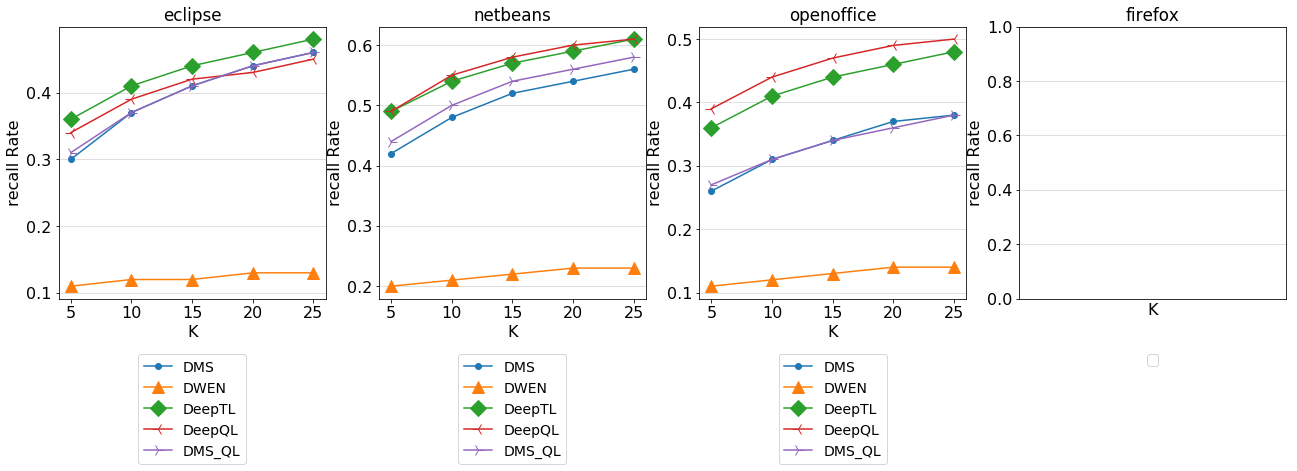 eclipse
recall Rate
0.4
0.3
0.2
0.1
5 10 15 20 25
K
DMS
DWEN
DeepTL
DeepQL
DMS_QL
netbeans
recall Rate
0.6
0.5
0.4
0.3
0.2
5 10 15 20 25
K
DMS
DWEN
DeepTL
DeepQL
DMS_QL
openoffice
recall Rate
0.5
0.4
0.3
0.2
0.1
5 10 15 20 25
K
DMS
DWEN
DeepTL
DeepQL
DMS_QL
firefox
recall Rate
1.0
0.8
0.6
0.4
0.2
0.0
K